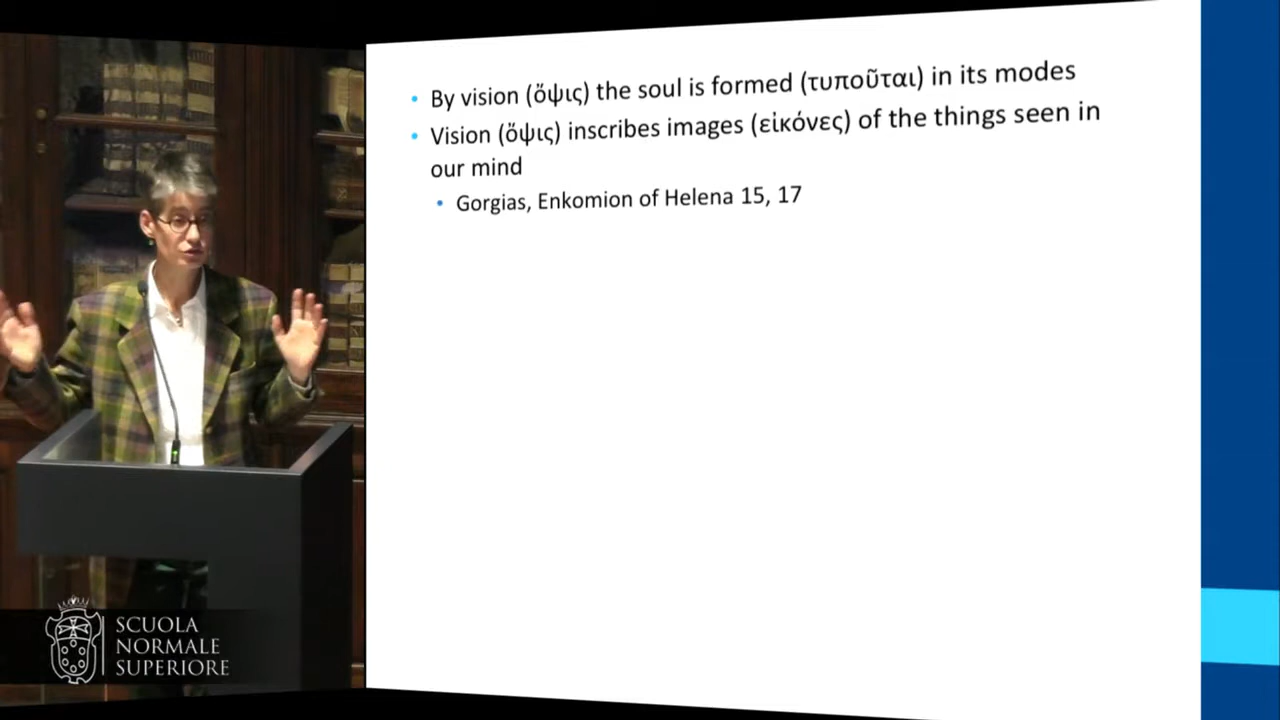 • By vision (ὄψις) the soul is formed (τυποῦται) in its modes
• Vision (ὄψις) inscribes images (εἰκόνες) of the things seen in
our mind
• Gorgias, Enkomion of Helena 15, 17
SCUOLA
NORMALE
SUPERIORE